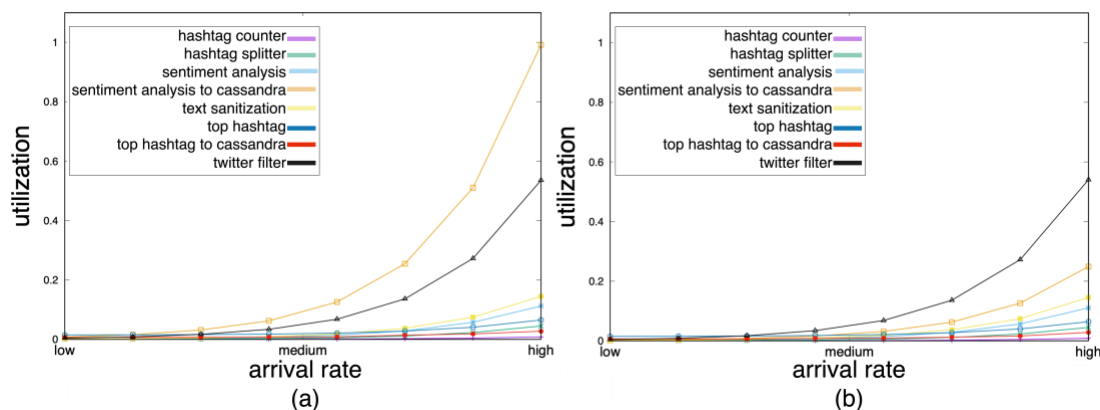 1
0.8
0.6
0.4
0.2
0
utilization
hashtag counter
hashtag splitter
sentiment analysis
sentiment analysis to cassandra
text sanitization
top hashtag
top hashtag to cassandra
twitter filter
low
medium
high
arrival rate
(a)
1
0.8
0.6
0.4
0.2
0
utilization
hashtag counter
hashtag splitter
sentiment analysis
sentiment analysis to cassandra
text sanitization
top hashtag
top hashtag to cassandra
twitter filter
low
medium
high
arrival rate
(b)